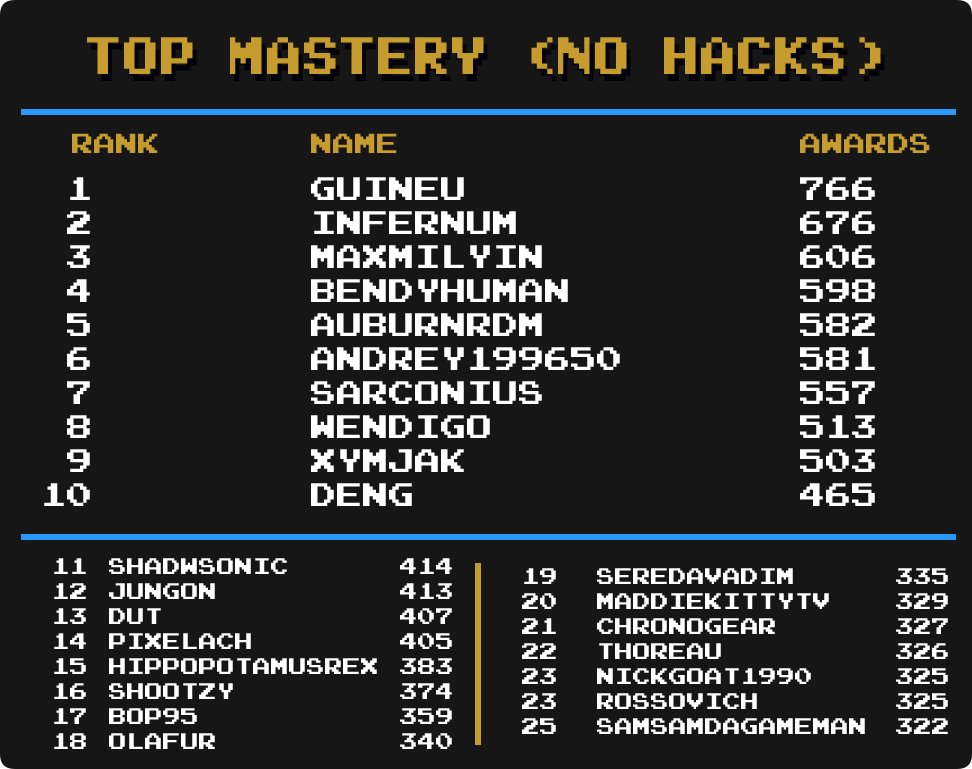 TOP MASTERY (NO HACKS)
RANK NAME AWARDS
1 GUINEU 766
2 INFERNUM 676
3 MAXMILYIN 606
4 BENDYHUMAN 598
5 AUBURNRDM 582
6 ANDREY199650 581
7 SARCONIUS 557
8 WENDIGO 513
9 XYMJAK 503
10 DENG 465
11 SHADWSONIC 414
12 JUNGON 413
13 DUT 407
14 PIXELACH 405
15 HIPPOPOTAMUSREX 383
16 SHOOTZY 374
17 BOP95 359
18 OLAFUR 340
19 SEREDAVADIM 335
20 MADDIEKITTYTV 329
21 CHRONOGEAR 327
22 THOREAU 326
23 NICKGOAT1990 325
23 ROSSOVICH 325
25 SAMSAMDAGAMEMAN 322